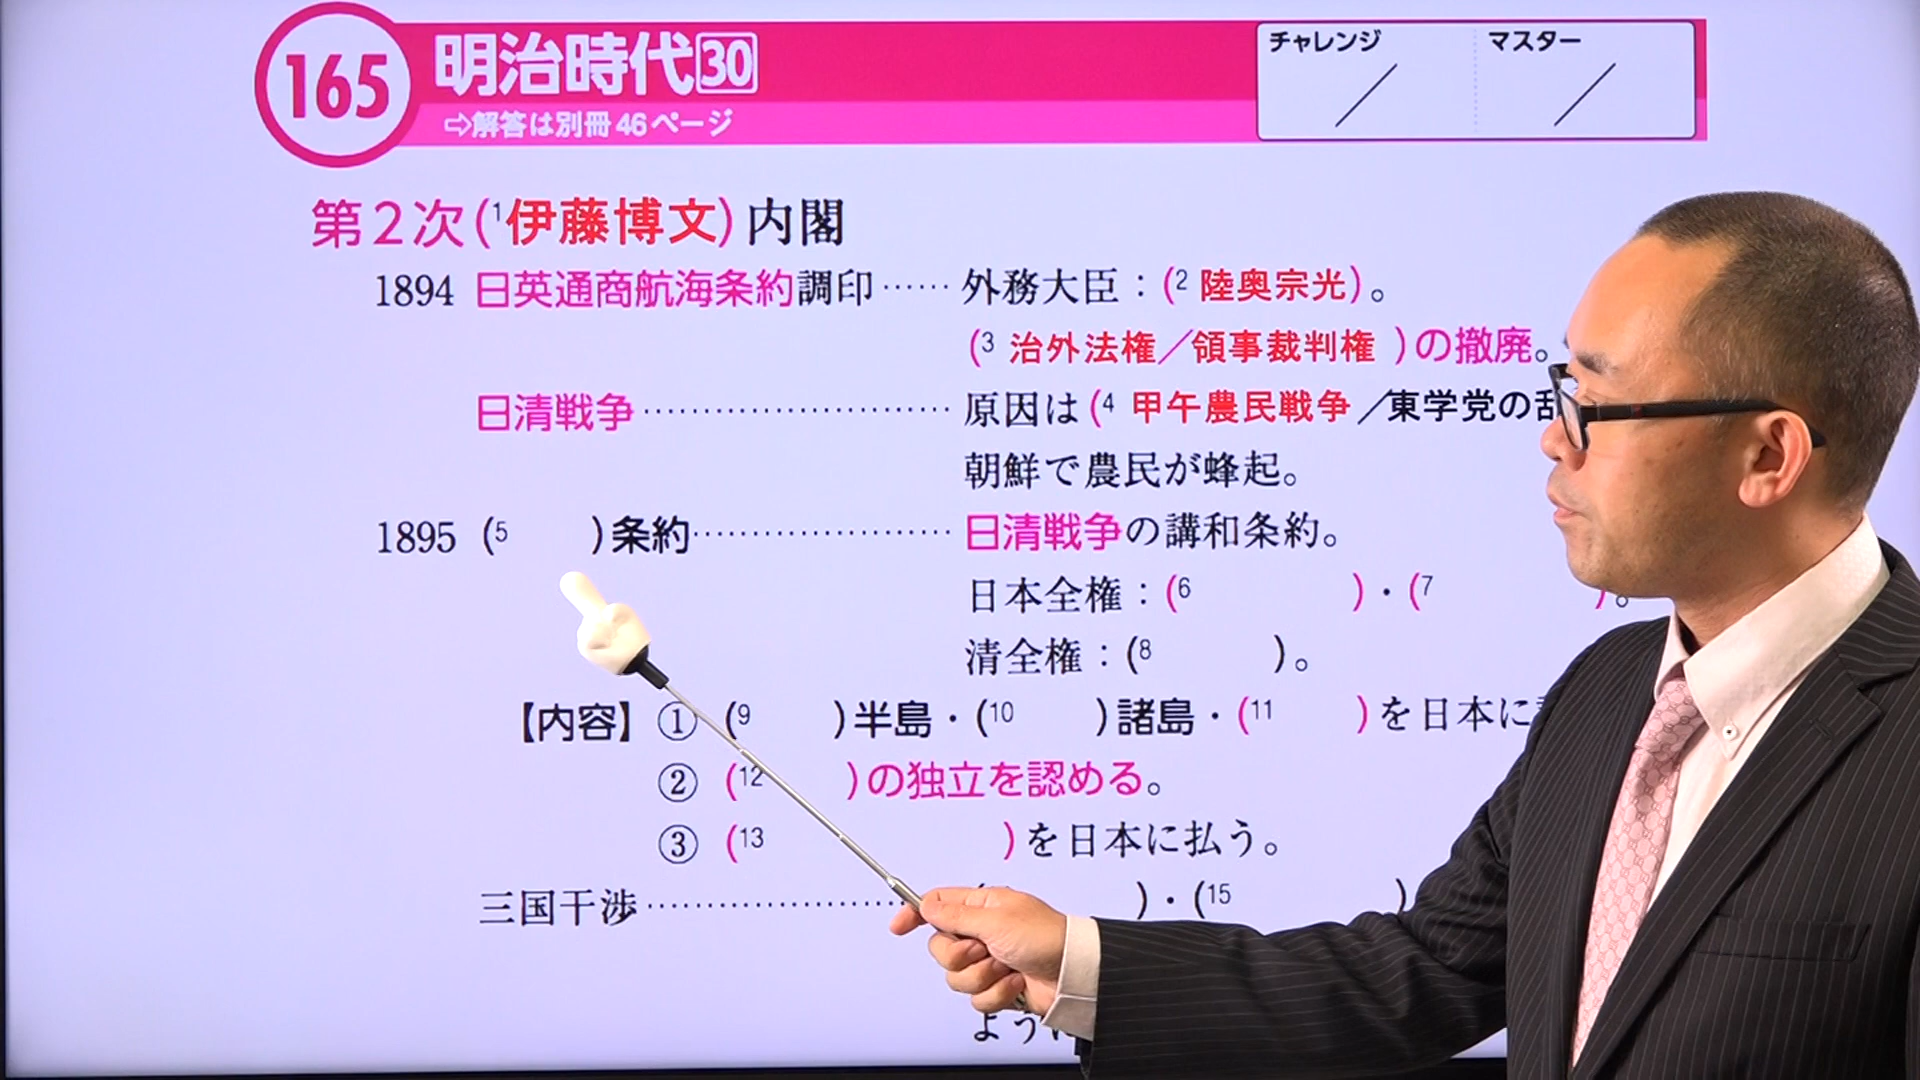 165 明治時代30
⇨解答は別冊46ページ
チャレンジ マスター
第2次(1伊藤博文)内閣
1894 日英通商航海条約調印……外務大臣：(2 陸奥宗光)。
(3 治外法権／領事裁判権 )の撤廃。
日清戦争…………………………原因は(4 甲午農民戦争／東学党の
朝鮮で農民が蜂起。
1895 (5 )条約……………………日清戦争の講和条約。
日本全権：(6 )・(7 )。
清全権：(8 )。
【内容】① (9 )半島・(10 )諸島・(11 )を日本に
② (12 )の独立を認める。
③ (13 )を日本に払う。
三国干渉…………………… )・(15 )
よう